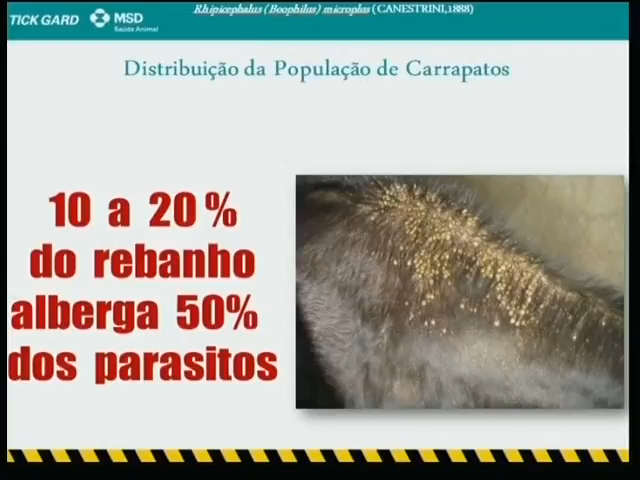 Rhipicephalus (Boophilus) microplus (CANESTRINI,1888)
TICK GARD MSD
Saúde Animal
Distribuição da População de Carrapatos
10 a 20 %
do rebanho
alberga 50%
dos parasitos